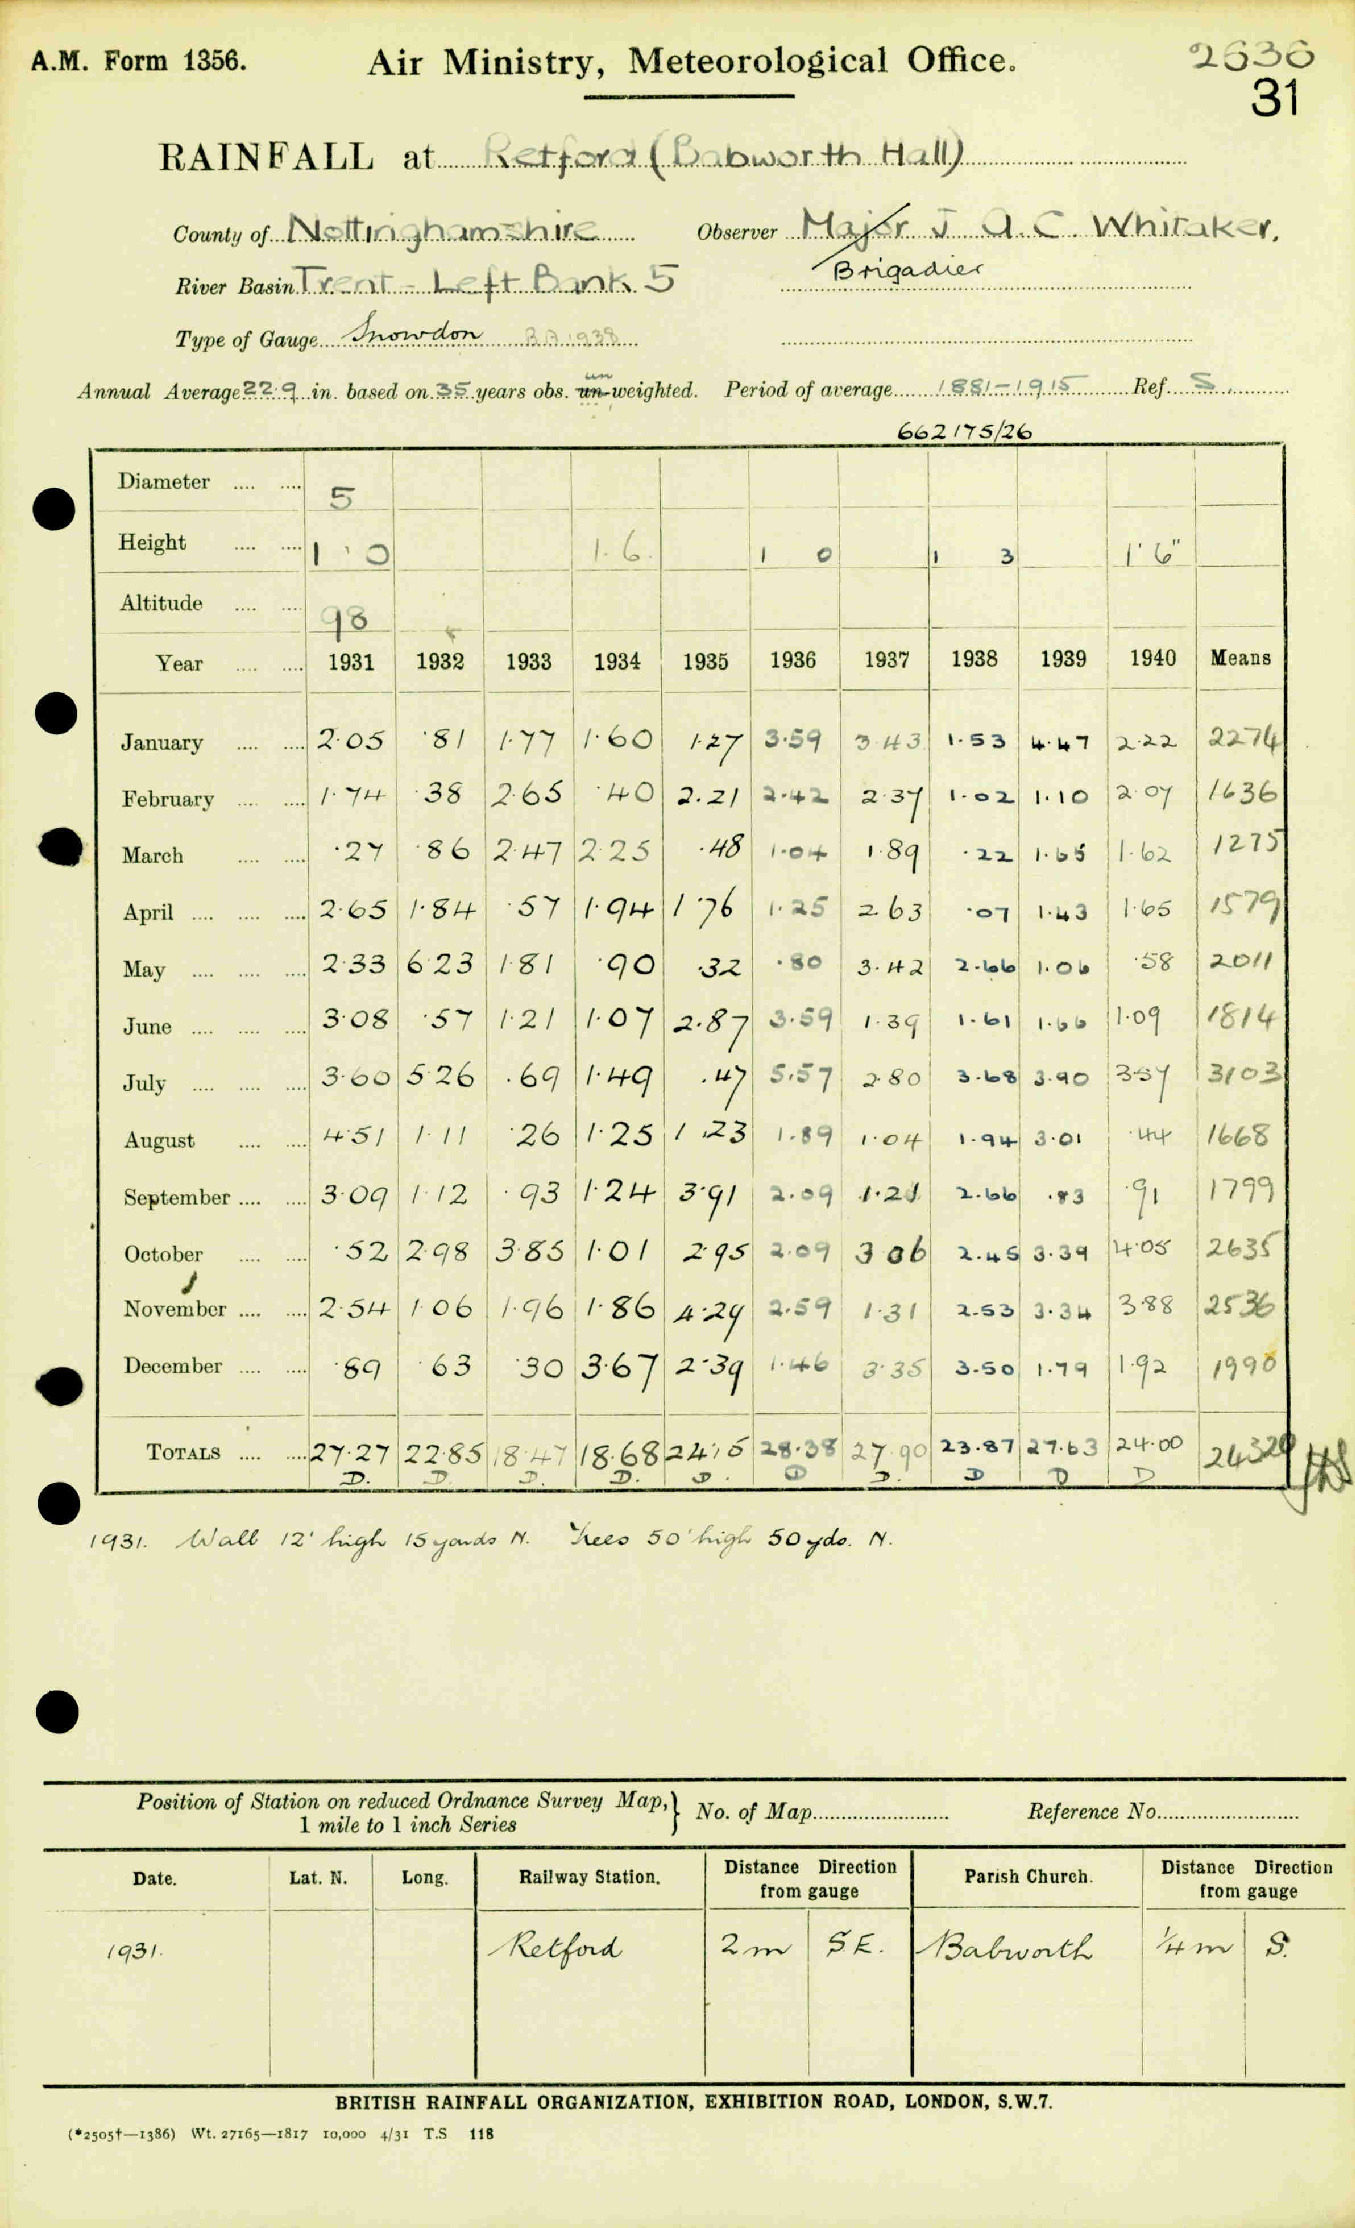 A.M. Form 1356. Air Ministry, Meteorological Office. 2636
31
RAINFALL at Retford (Babworth Hall)
County of Nottinghamshire Observer Major J A. C. Whitaker.
River Basin Trent - Left Bank 5 Brigadier
Type of Gauge Snowdon
un
Annual Average 22.9 in. based on 35 years obs. un-weighted. Period of average 1881-1915 Ref. S.
662175/26
Diameter .... .... 5
Height .... .... 1 ' 0 1. 6. 1 0 1 3 1' 6"
Altitude .... .... 98
Year .... .... 1931 1932 1933 1934 1935 1936 1937 1938 1939 1940 Means
January .... .... 2.05 .81 1.77 1.60 1.27 3.59 3.43 1.53 4.47 2.22 2274
February .... .... 1.74 .38 2.65 .40 2.21 2.42 2.37 1.02 1.10 2.07 1636
March .... .... .27 .86 2.47 2.25 .48 1.04 1.89 .22 1.65 1.62 1275
April .... .... .... 2.65 1.84 .57 1.94 1.76 1.25 2.63 .07 1.43 1.65 1579
May .... .... .... 2.33 6.23 1.81 .90 .32 .80 3.42 2.66 1.06 .58 2011
June .... .... .... 3.08 .57 1.21 1.07 2.87 3.59 1.39 1.61 1.66 1.09 1814
July .... .... .... 3.60 5.26 .69 1.49 .47 5.57 2.80 3.68 3.90 3.57 3103
August .... .... 4.51 1.11 .26 1.25 1.23 1.89 1.04 1.94 3.01 .44 1668
September .... .... 3.09 1.12 .93 1.24 3.91 2.09 1.21 2.66 .83 .91 1799
October .... .... .52 2.98 3.85 1.01 2.95 2.09 3.06 2.45 3.39 4.05 2635
November .... .... 2.54 1.06 1.96 1.86 4.29 2.59 1.31 2.53 3.34 3.88 2536
December .... .... .89 .63 .30 3.67 2.39 1.46 3.35 3.50 1.79 1.92 1990
TOTALS .... .... 27.27 22.85 18.47 18.68 24.15 28.38 27.90 23.87 27.63 24.00 24320
D. D. D. D. D. D D. D D D
1931. Wall 12' high 15 yards N. Trees 50' high 50 yds. N.
Position of Station on reduced Ordnance Survey Map, } No. of Map Reference No.
1 mile to 1 inch Series
Date. Lat. N. Long. Railway Station. Distance Direction from gauge Parish Church. Distance Direction from gauge
1931. Retford 2 m S E. Babworth ¼ m S.
BRITISH RAINFALL ORGANIZATION, EXHIBITION ROAD, LONDON, S.W.7.
(*2505†—1386) Wt. 27165—1817 10,000 4/31 T.S 118